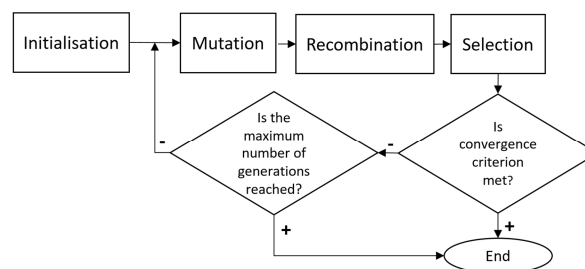 Initialisation
Mutation
Recombination
Selection
Is the
maximum
number of
generations
reached?
Is
convergence
criterion
met?
-
-
+
+
End